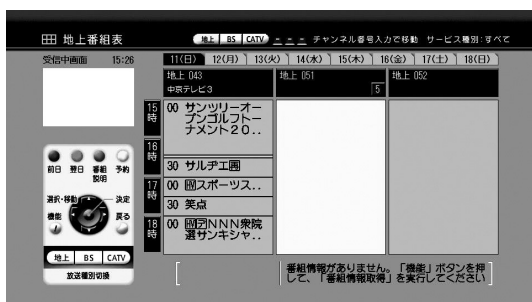 地上番組表
地上 BS CATV
_ _ _ チャンネル番号入力で移動 サービス種別:すべて
受信中画面 15:26
11(日) 12(月) 13(火) 14(水) 15(木) 16(金) 17(土) 18(日)
地上 043
中京テレビ3
地上 051
5
地上 052
15時
00 サンツリーオー
プンゴルフトー
ナメント20..
16時
30 サルヂエ画
17時
00 スポーツス..
30 笑点
18時
00 NNN衆院
選サンキシャ..
前日 翌日 番組説明 予約
選択・移動 決定
機能 戻る
地上 BS CATV
放送種別切換
番組情報がありません。「機能」ボタンを押
して、「番組情報取得」を実行してください